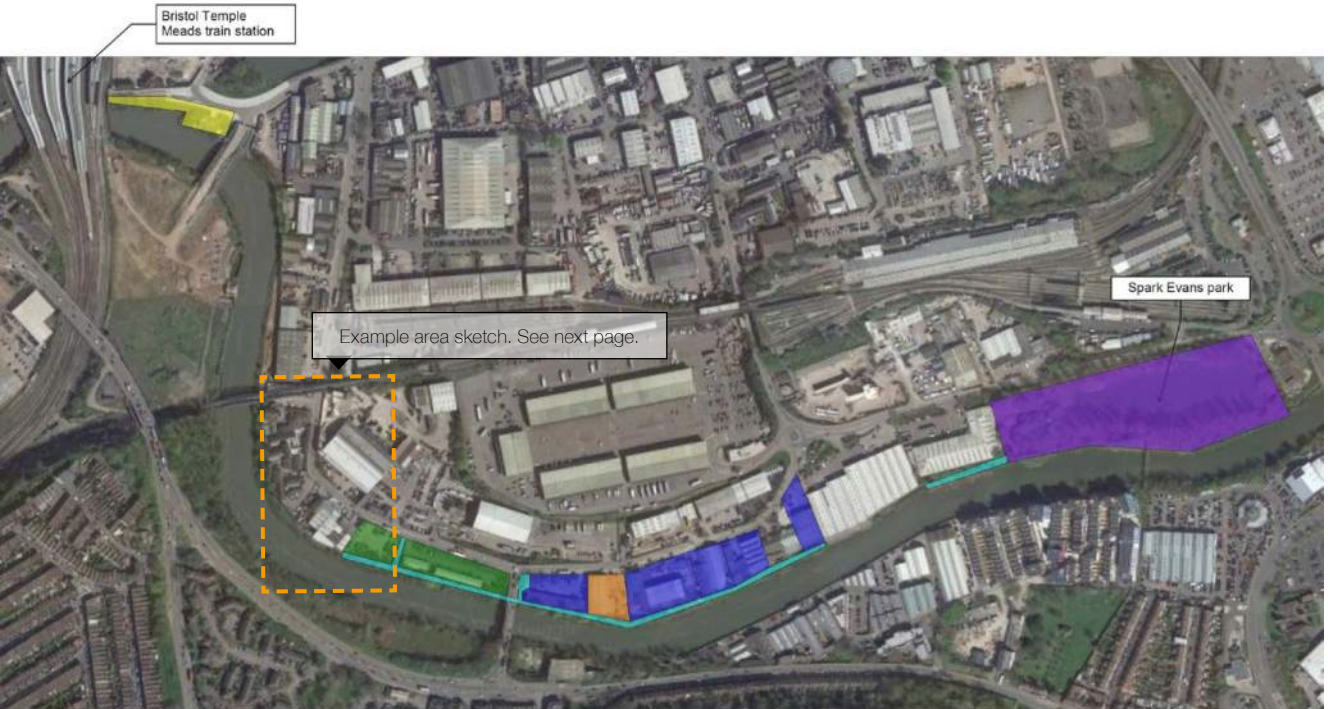 Bristol Temple
Meads train station
Spark Evans park
Example area sketch. See next page.